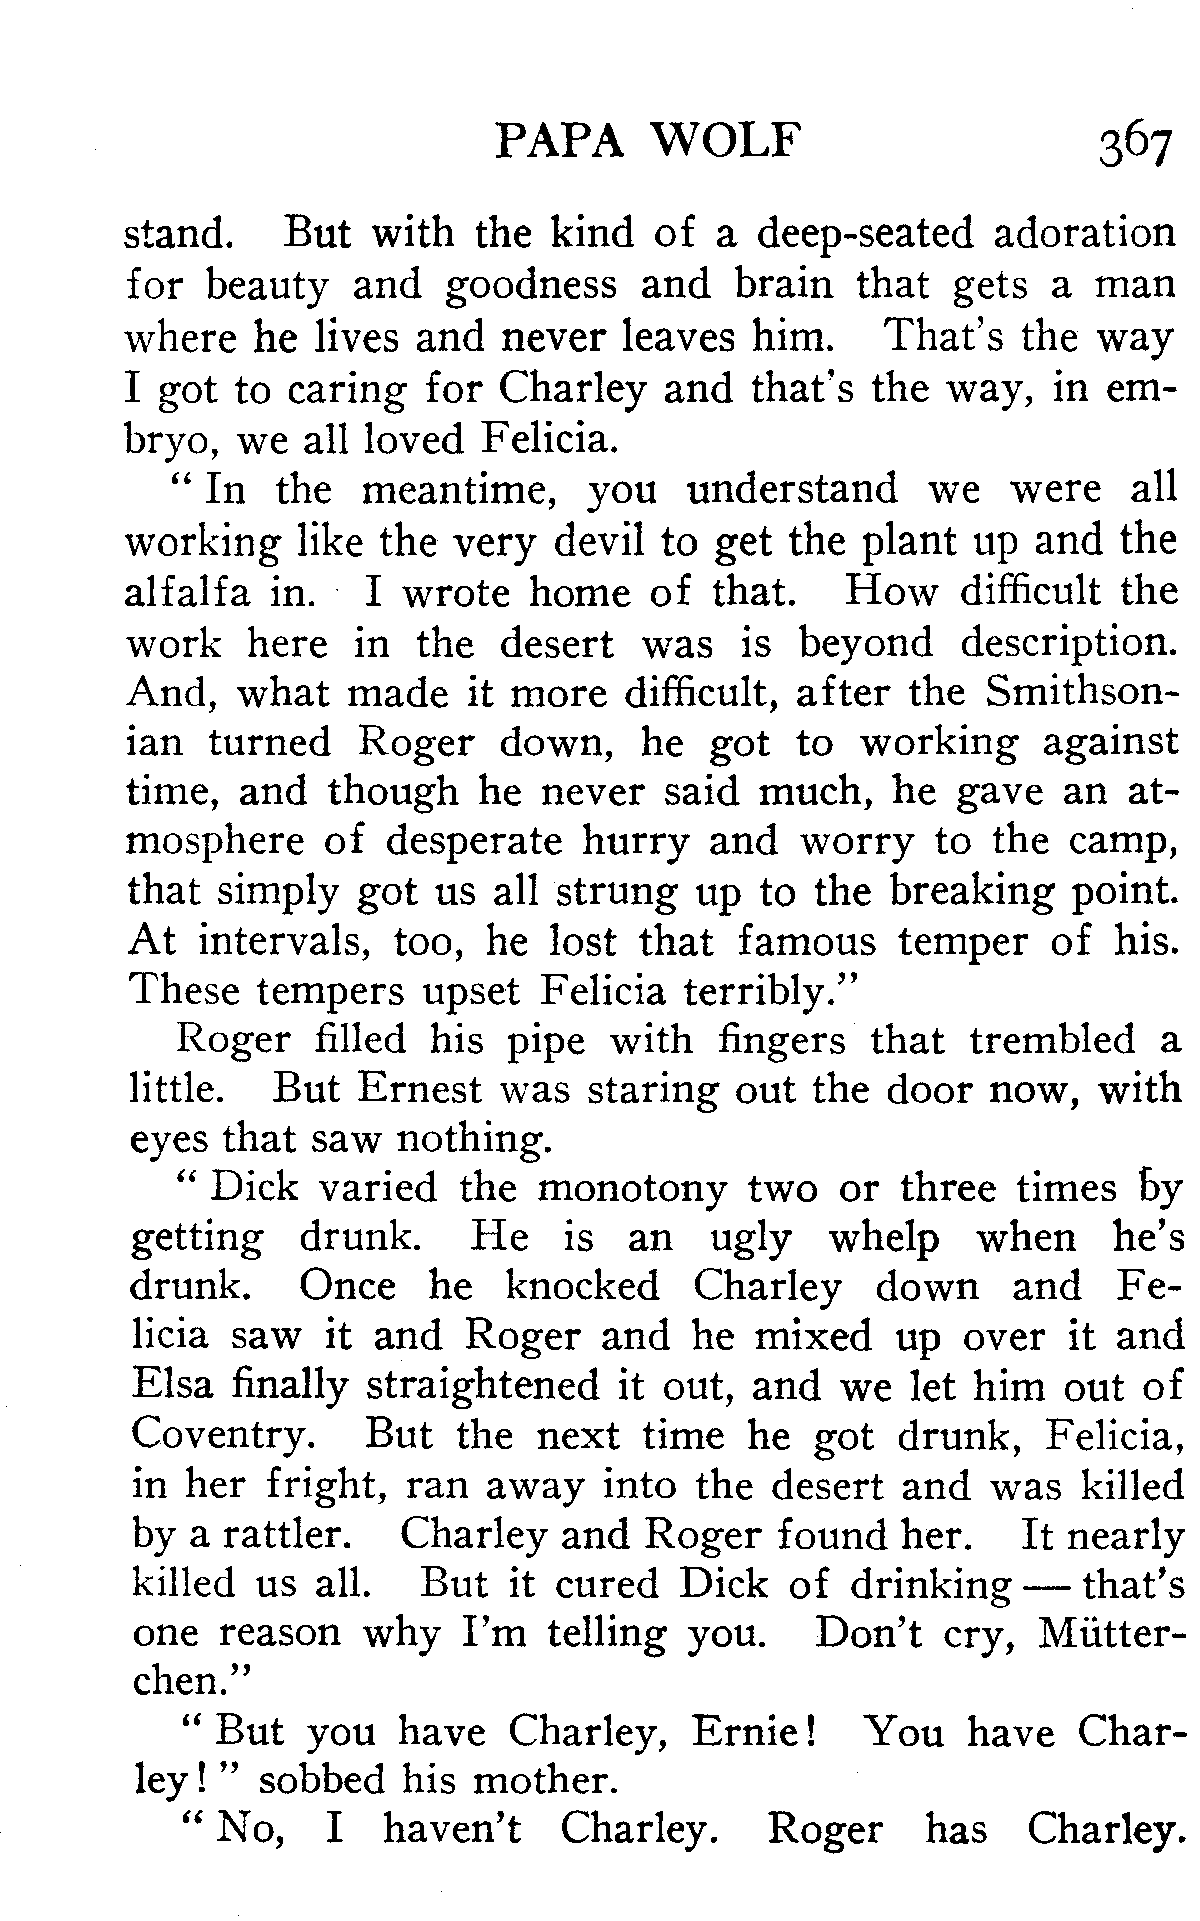 PAPA WOLF 367
stand. But with the kind of a deep-seated adoration
for beauty and goodness and brain that gets a man
where he lives and never leaves him. That's the way
I got to caring for Charley and that's the way, in em-
bryo, we all loved Felicia.
" In the meantime, you understand we were all
working like the very devil to get the plant up and the
alfalfa in. I wrote home of that. How difficult the
work here in the desert was is beyond description.
And, what made it more difficult, after the Smithson-
ian turned Roger down, he got to working against
time, and though he never said much, he gave an at-
mosphere of desperate hurry and worry to the camp,
that simply got us all strung up to the breaking point.
At intervals, too, he lost that famous temper of his.
These tempers upset Felicia terribly."
Roger filled his pipe with fingers that trembled a
little. But Ernest was staring out the door now, with
eyes that saw nothing.
" Dick varied the monotony two or three times by
getting drunk. He is an ugly whelp when he's
drunk. Once he knocked Charley down and Fe-
licia saw it and Roger and he mixed up over it and
Elsa finally straightened it out, and we let him out of
Coventry. But the next time he got drunk, Felicia,
in her fright, ran away into the desert and was killed
by a rattler. Charley and Roger found her. It nearly
killed us all. But it cured Dick of drinking — that's
one reason why I'm telling you. Don't cry, Mütter-
chen."
" But you have Charley, Ernie! You have Char-
ley! " sobbed his mother.
" No, I haven't Charley. Roger has Charley.